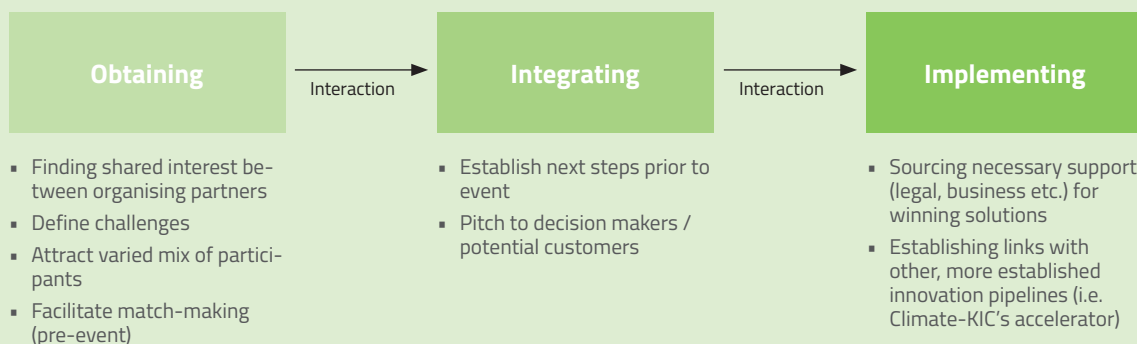 Obtaining
Interaction
Integrating
Interaction
Implementing
▪ Finding shared interest be-
tween organising partners
▪ Define challenges
▪ Attract varied mix of partici-
pants
▪ Facilitate match-making
(pre-event)
▪ Establish next steps prior to
event
▪ Pitch to decision makers /
potential customers
▪ Sourcing necessary support
(legal, business etc.) for
winning solutions
▪ Establishing links with
other, more established
innovation pipelines (i.e.
Climate-KIC’s accelerator)